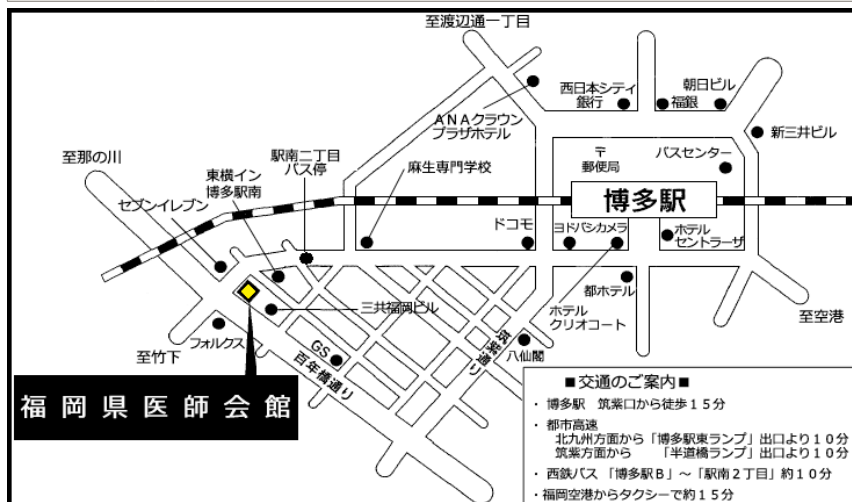 至渡辺通一丁目
西日本シティ
銀行
福銀
朝日ビル
ANAクラウン
プラザホテル
新三井ビル
〒
郵便局
バスセンター
至那の川
東横イン
博多駅南
駅南二丁目
バス停
麻生専門学校
博多駅
セブンイレブン
ドコモ
ヨドバシカメラ
ホテル
セントラーザ
都ホテル
三共福岡ビル
ホテル
クリオコート
至空港
フォルクス
至竹下
GS
百年橋通り
筑紫通り
八仙閣
福岡県医師会館
■交通のご案内■
・博多駅 筑紫口から徒歩15分
・都市高速
北九州方面から「博多駅東ランプ」出口より10分
筑紫方面から 「半道橋ランプ」出口より10分
・西鉄バス 「博多駅B」~「駅南2丁目」約10分
・福岡空港からタクシーで約15分